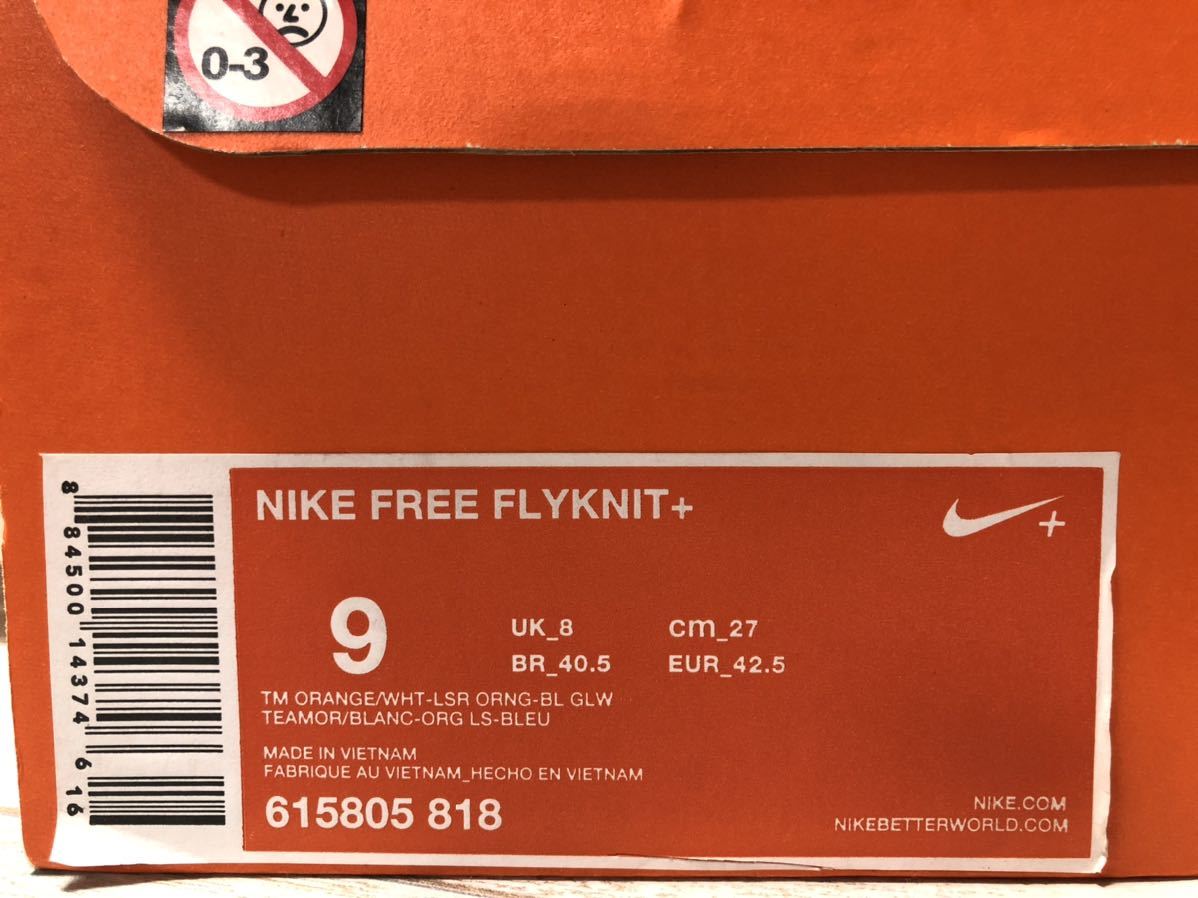 0-3
NIKE FREE FLYKNIT+
9
UK_8 cm_27
BR_40.5 EUR_42.5
TM ORANGE/WHT-LSR ORNG-BL GLW
TEAMOR/BLANC-ORG LS-BLEU
MADE IN VIETNAM
FABRIQUE AU VIETNAM_HECHO EN VIETNAM
615805 818
NIKE.COM
NIKEBETTERWORLD.COM
8 84500 14374 6 16